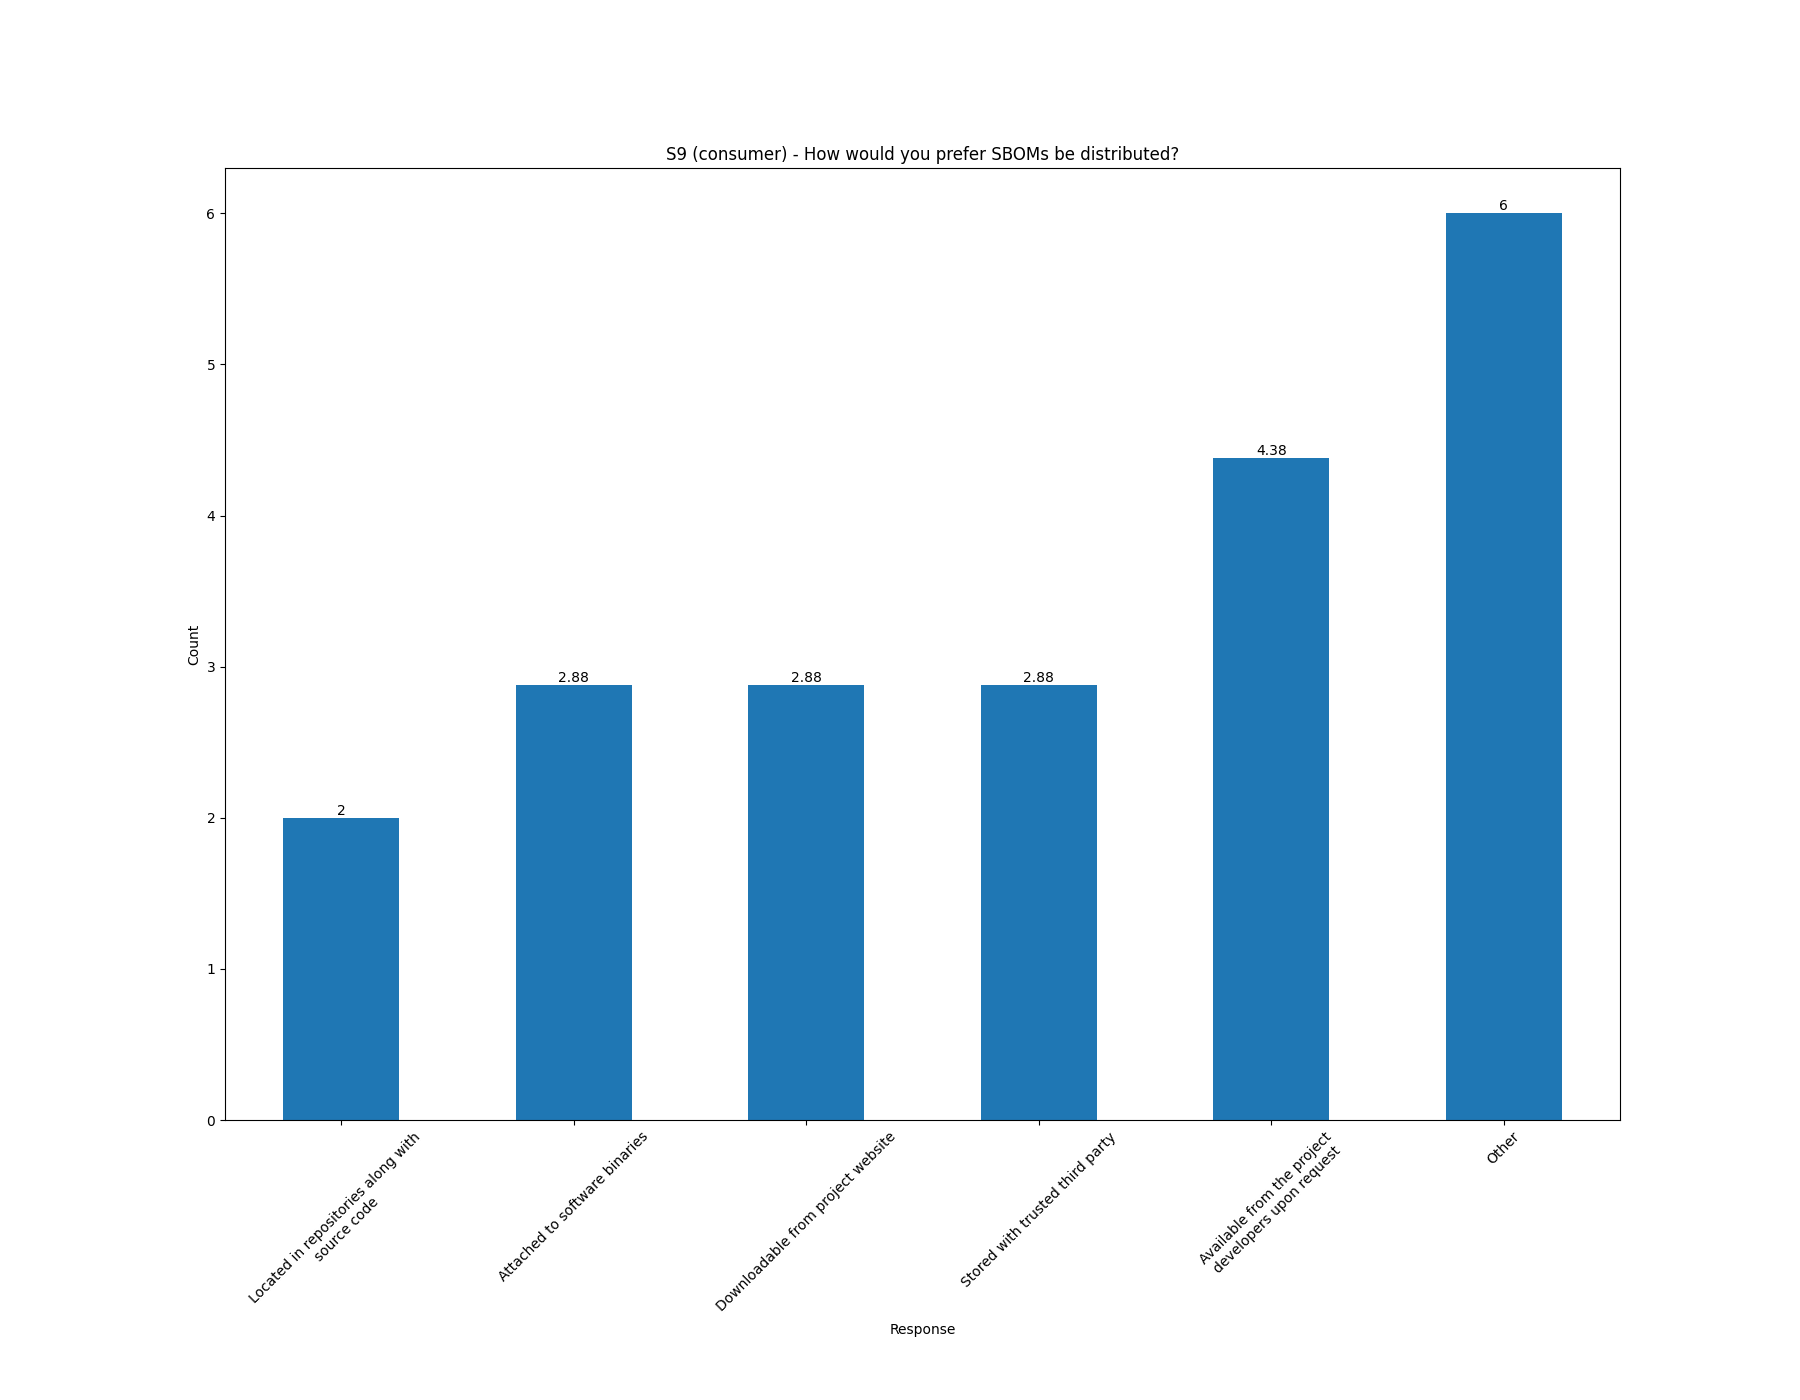 S9 (consumer) - How would you prefer SBOMs be distributed?
6
5
4
3
2
1
0
Count
2
2.88
2.88
2.88
4.38
6
Located in repositories along with
source code
Attached to software binaries
Downloadable from project website
Stored with trusted third party
Available from the project
developers upon request
Other
Response